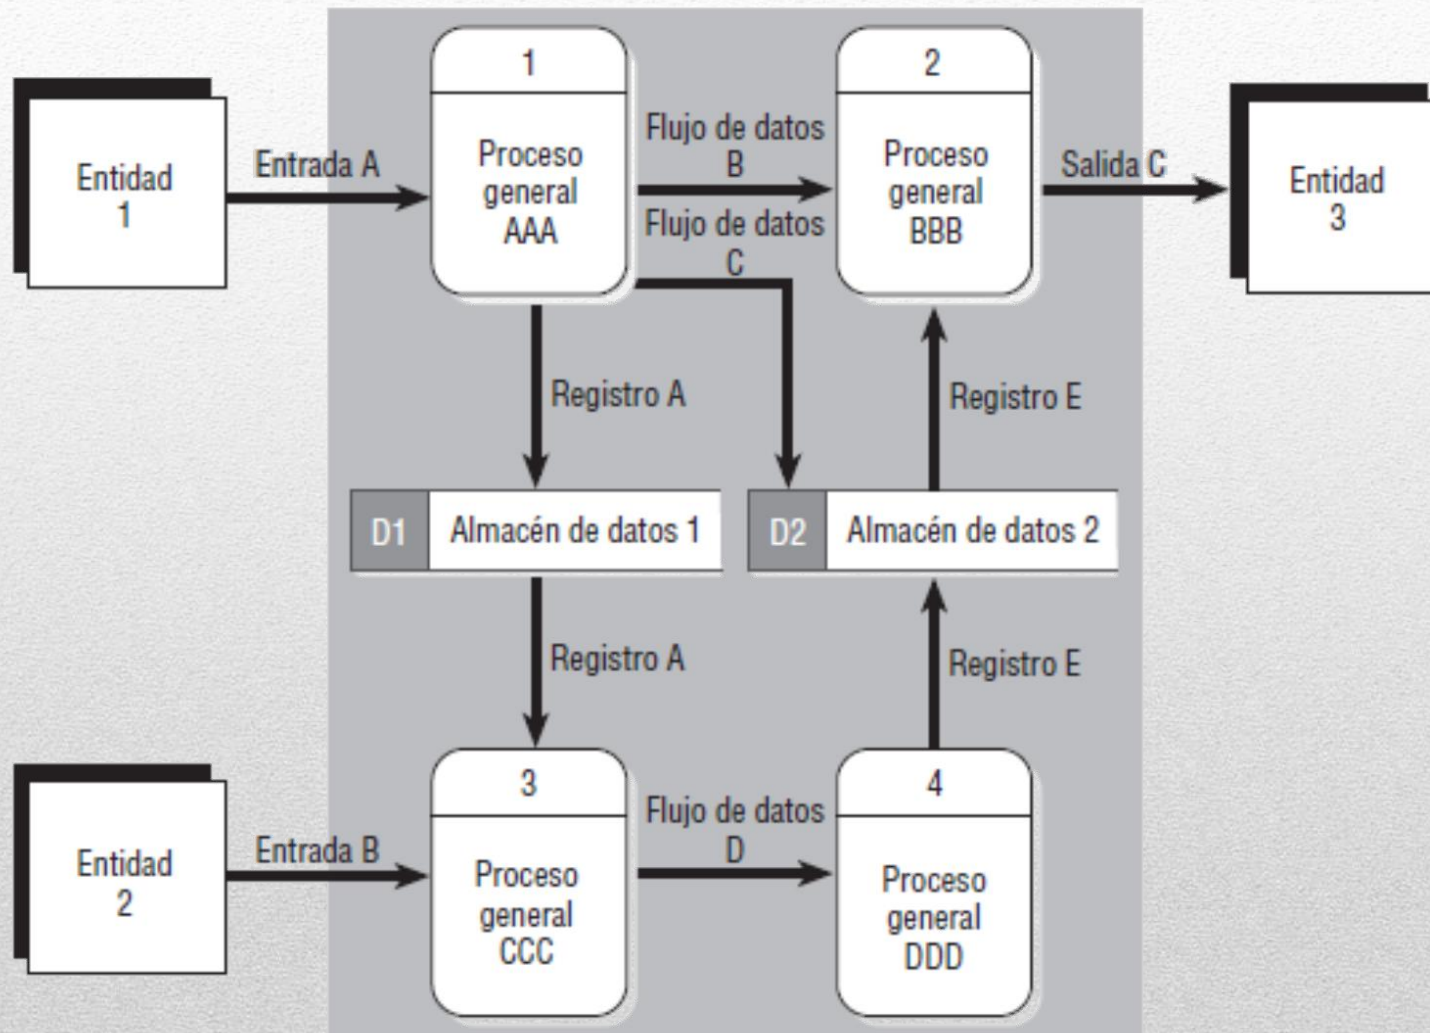 1
2
Entidad
1
Entrada A
Proceso
general
AAA
Flujo de datos
B
Flujo de datos
C
Proceso
general
BBB
Salida C
Entidad
3
Registro A
Registro E
D1
Almacén de datos 1
D2
Almacén de datos 2
Registro A
Registro E
3
4
Entidad
2
Entrada B
Proceso
general
CCC
Flujo de datos
D
Proceso
general
DDD